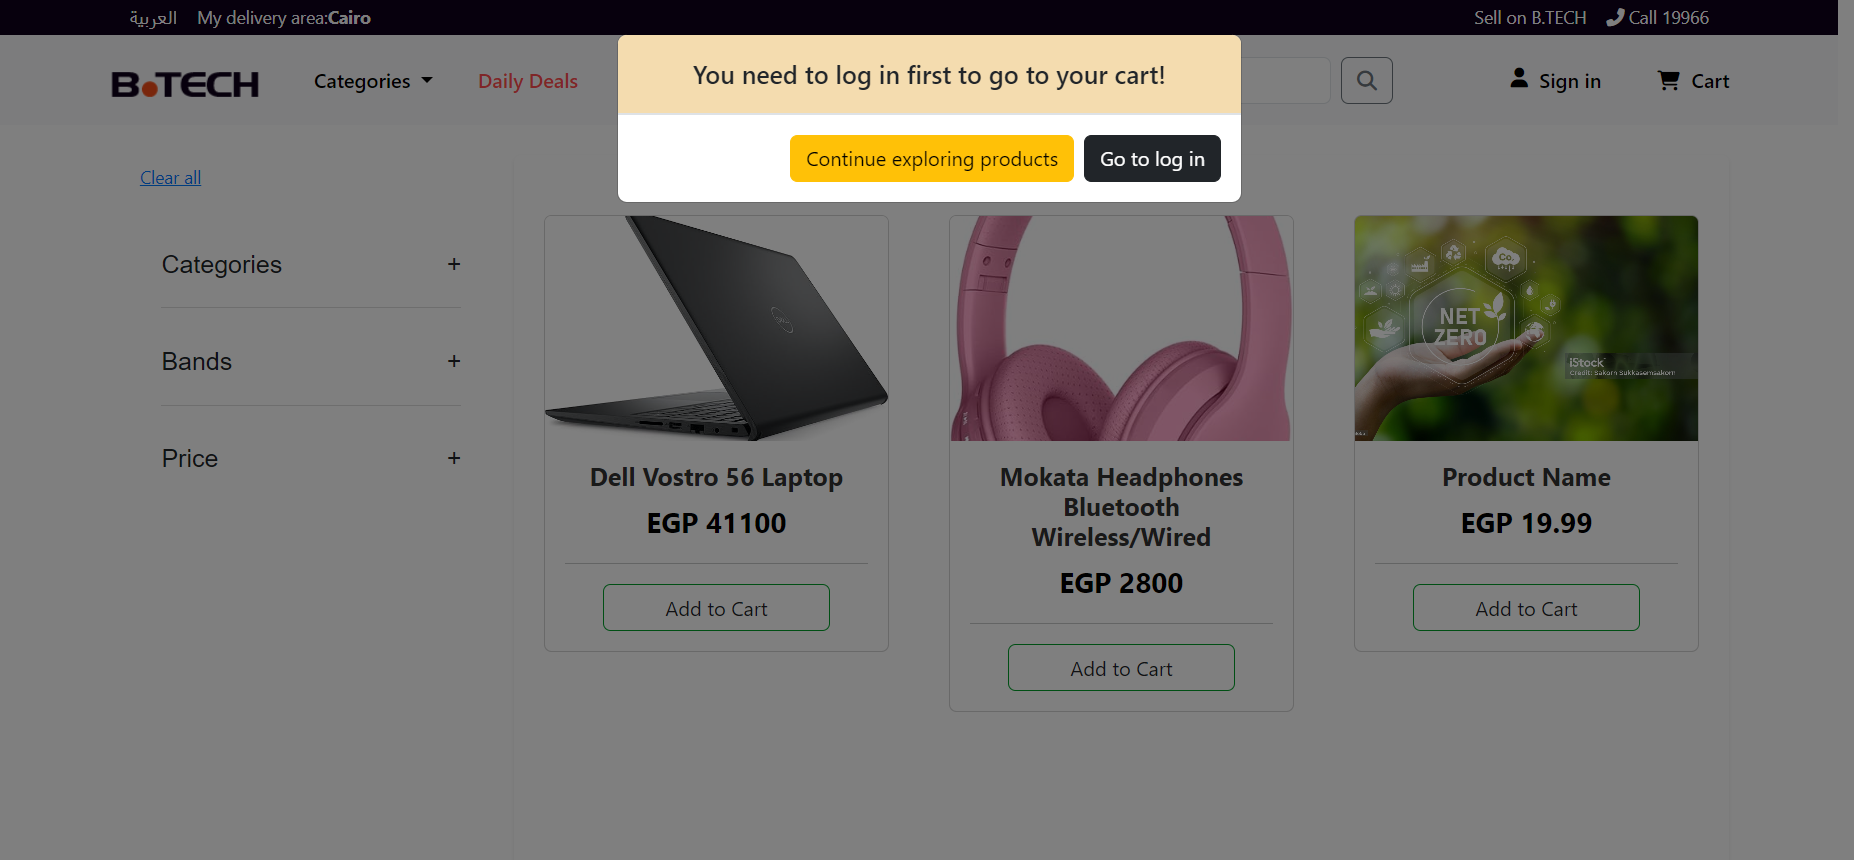 العربية My delivery area:Cairo Sell on B.TECH Call 19966
B.TECH Categories Daily Deals Sign in Cart
You need to log in first to go to your cart!
Continue exploring products Go to log in
Clear all
Categories +
Bands +
Price +
DELL
Dell Vostro 56 Laptop
EGP 41100
Add to Cart
Mokata Headphones
Bluetooth
Wireless/Wired
EGP 2800
Add to Cart
CO₂
NET
ZERO
iStock
Credit: Sakorn Sukkasemsakorn
Product Name
EGP 19.99
Add to Cart